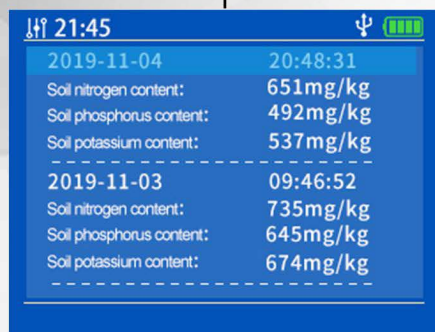 21:45
2019-11-04 20:48:31
Soil nitrogen content: 651mg/kg
Soil phosphorus content: 492mg/kg
Soil potassium content: 537mg/kg
2019-11-03 09:46:52
Soil nitrogen content: 735mg/kg
Soil phosphorus content: 645mg/kg
Soil potassium content: 674mg/kg